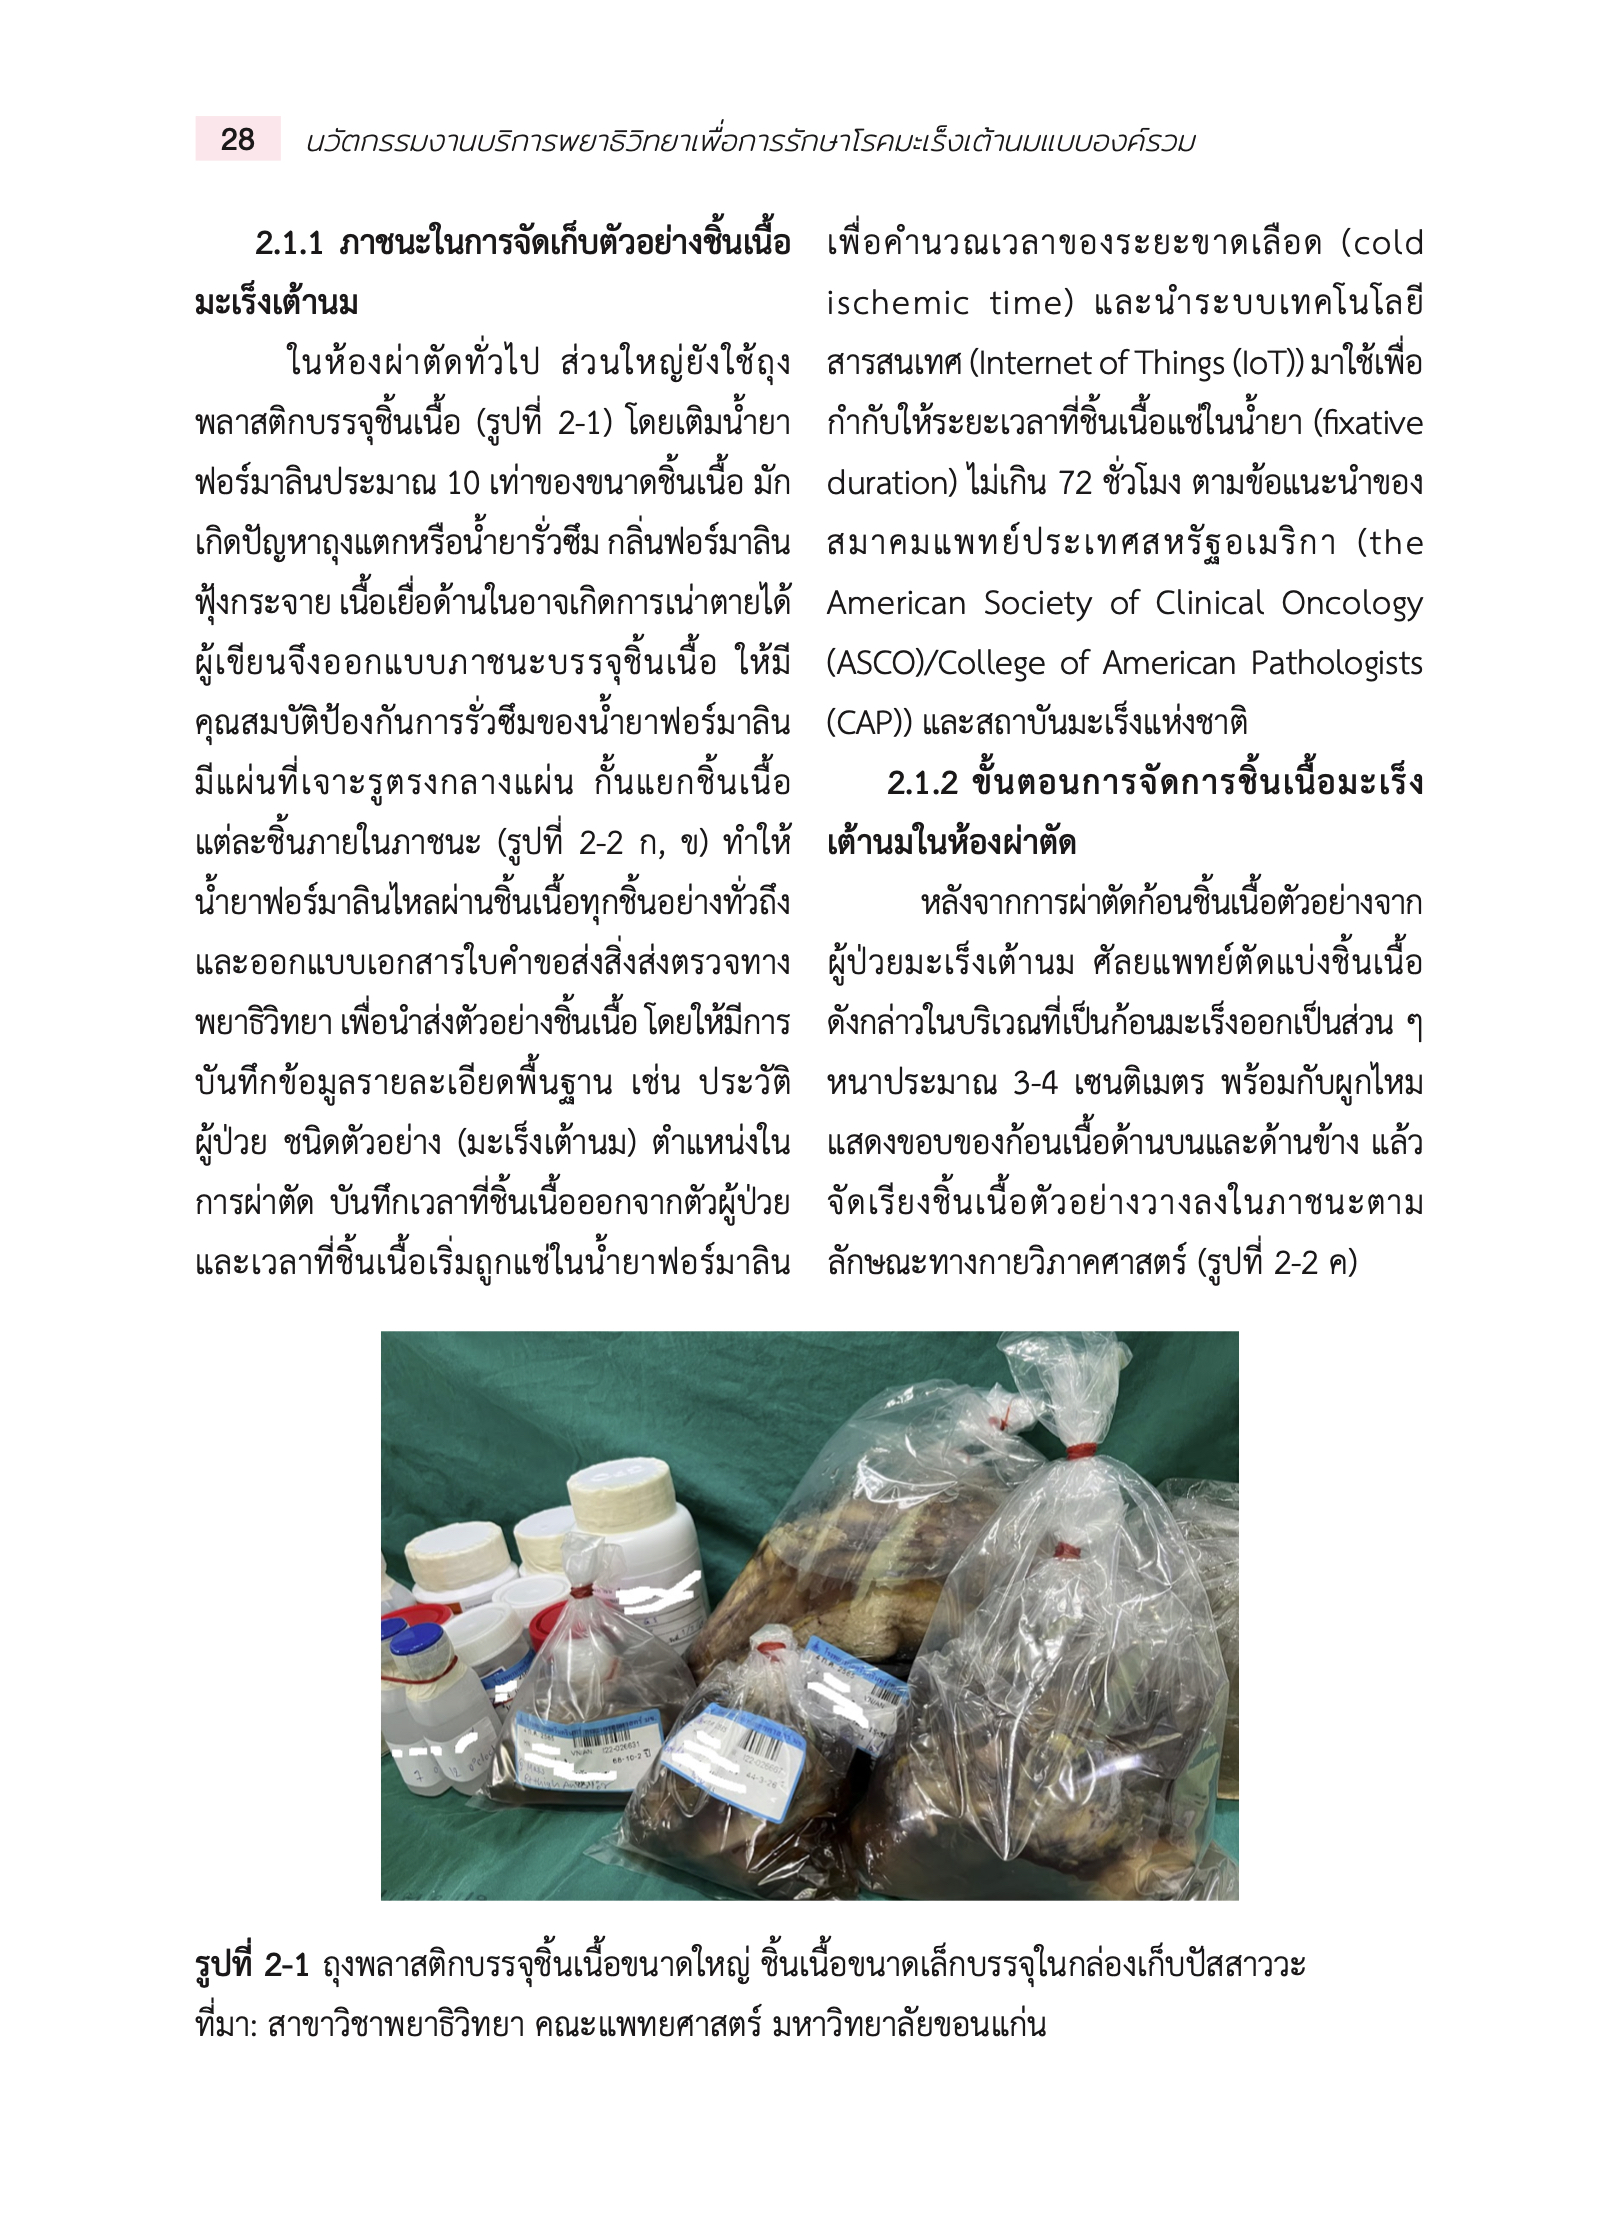 28 นวัตกรรมงานบริการพยาธิวิทยาเพื่อการรักษาโรคมะเร็งเต้านมแบบองค์รวม
2.1.1 ภาชนะในการจัดเก็บตัวอย่างชิ้นเนื้อ
มะเร็งเต้านม
ในห้องผ่าตัดทั่วไป ส่วนใหญ่ยังใช้ถุง
พลาสติกบรรจุชิ้นเนื้อ (รูปที่ 2-1) โดยเติมน้ำยา
ฟอร์มาลินประมาณ 10 เท่าของขนาดชิ้นเนื้อ มัก
เกิดปัญหาถุงแตกหรือน้ำยารั่วซึม กลิ่นฟอร์มาลิน
ฟุ้งกระจาย เนื้อเยื่อด้านในอาจเกิดการเน่าตายได้
ผู้เขียนจึงออกแบบภาชนะบรรจุชิ้นเนื้อ ให้มี
คุณสมบัติป้องกันการรั่วซึมของน้ำยาฟอร์มาลิน
มีแผ่นที่เจาะรูตรงกลางแผ่น กั้นแยกชิ้นเนื้อ
แต่ละชิ้นภายในภาชนะ (รูปที่ 2-2 ก, ข) ทำให้
น้ำยาฟอร์มาลินไหลผ่านชิ้นเนื้อทุกชิ้นอย่างทั่วถึง
และออกแบบเอกสารใบคำขอส่งสิ่งส่งตรวจทาง
พยาธิวิทยา เพื่อนำส่งตัวอย่างชิ้นเนื้อ โดยให้มีการ
บันทึกข้อมูลรายละเอียดพื้นฐาน เช่น ประวัติ
ผู้ป่วย ชนิดตัวอย่าง (มะเร็งเต้านม) ตำแหน่งใน
การผ่าตัด บันทึกเวลาที่ชิ้นเนื้อออกจากตัวผู้ป่วย
และเวลาที่ชิ้นเนื้อเริ่มถูกแช่ในน้ำยาฟอร์มาลิน
เพื่อคำนวณเวลาของระยะขาดเลือด (cold
ischemic time) และนำระบบเทคโนโลยี
สารสนเทศ (Internet of Things (IoT)) มาใช้เพื่อ
กำกับให้ระยะเวลาที่ชิ้นเนื้อแช่ในน้ำยา (fixative
duration) ไม่เกิน 72 ชั่วโมง ตามข้อแนะนำของ
สมาคมแพทย์ประเทศสหรัฐอเมริกา (the
American Society of Clinical Oncology
(ASCO)/College of American Pathologists
(CAP)) และสถาบันมะเร็งแห่งชาติ
2.1.2 ขั้นตอนการจัดการชิ้นเนื้อมะเร็ง
เต้านมในห้องผ่าตัด
หลังจากการผ่าตัดก้อนชิ้นเนื้อตัวอย่างจาก
ผู้ป่วยมะเร็งเต้านม ศัลยแพทย์ตัดแบ่งชิ้นเนื้อ
ดังกล่าวในบริเวณที่เป็นก้อนมะเร็งออกเป็นส่วน ๆ
หนาประมาณ 3-4 เซนติเมตร พร้อมกับผูกไหม
แสดงขอบของก้อนเนื้อด้านบนและด้านข้าง แล้ว
จัดเรียงชิ้นเนื้อตัวอย่างวางลงในภาชนะตาม
ลักษณะทางกายวิภาคศาสตร์ (รูปที่ 2-2 ค)
รูปที่ 2-1 ถุงพลาสติกบรรจุชิ้นเนื้อขนาดใหญ่ ชิ้นเนื้อขนาดเล็กบรรจุในกล่องเก็บปัสสาววะ
ที่มา: สาขาวิชาพยาธิวิทยา คณะแพทยศาสตร์ มหาวิทยาลัยขอนแก่น